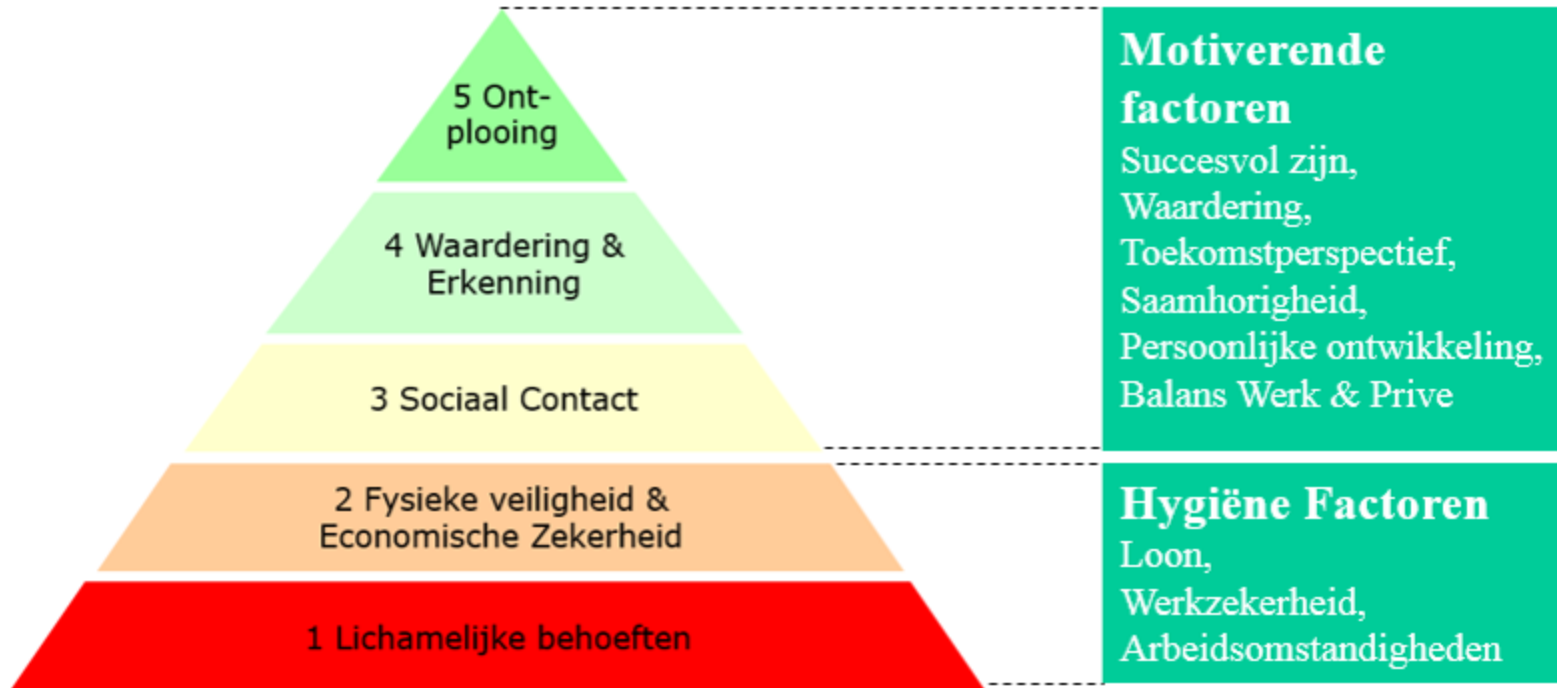 5 Ont-
plooing
4 Waardering &
Erkenning
3 Sociaal Contact
2 Fysieke veiligheid &
Economische Zekerheid
1 Lichamelijke behoeften
Motiverende
factoren
Succesvol zijn,
Waardering,
Toekomstperspectief,
Saamhorigheid,
Persoonlijke ontwikkeling,
Balans Werk & Prive
Hygiëne Factoren
Loon,
Werkzekerheid,
Arbeidsomstandigheden